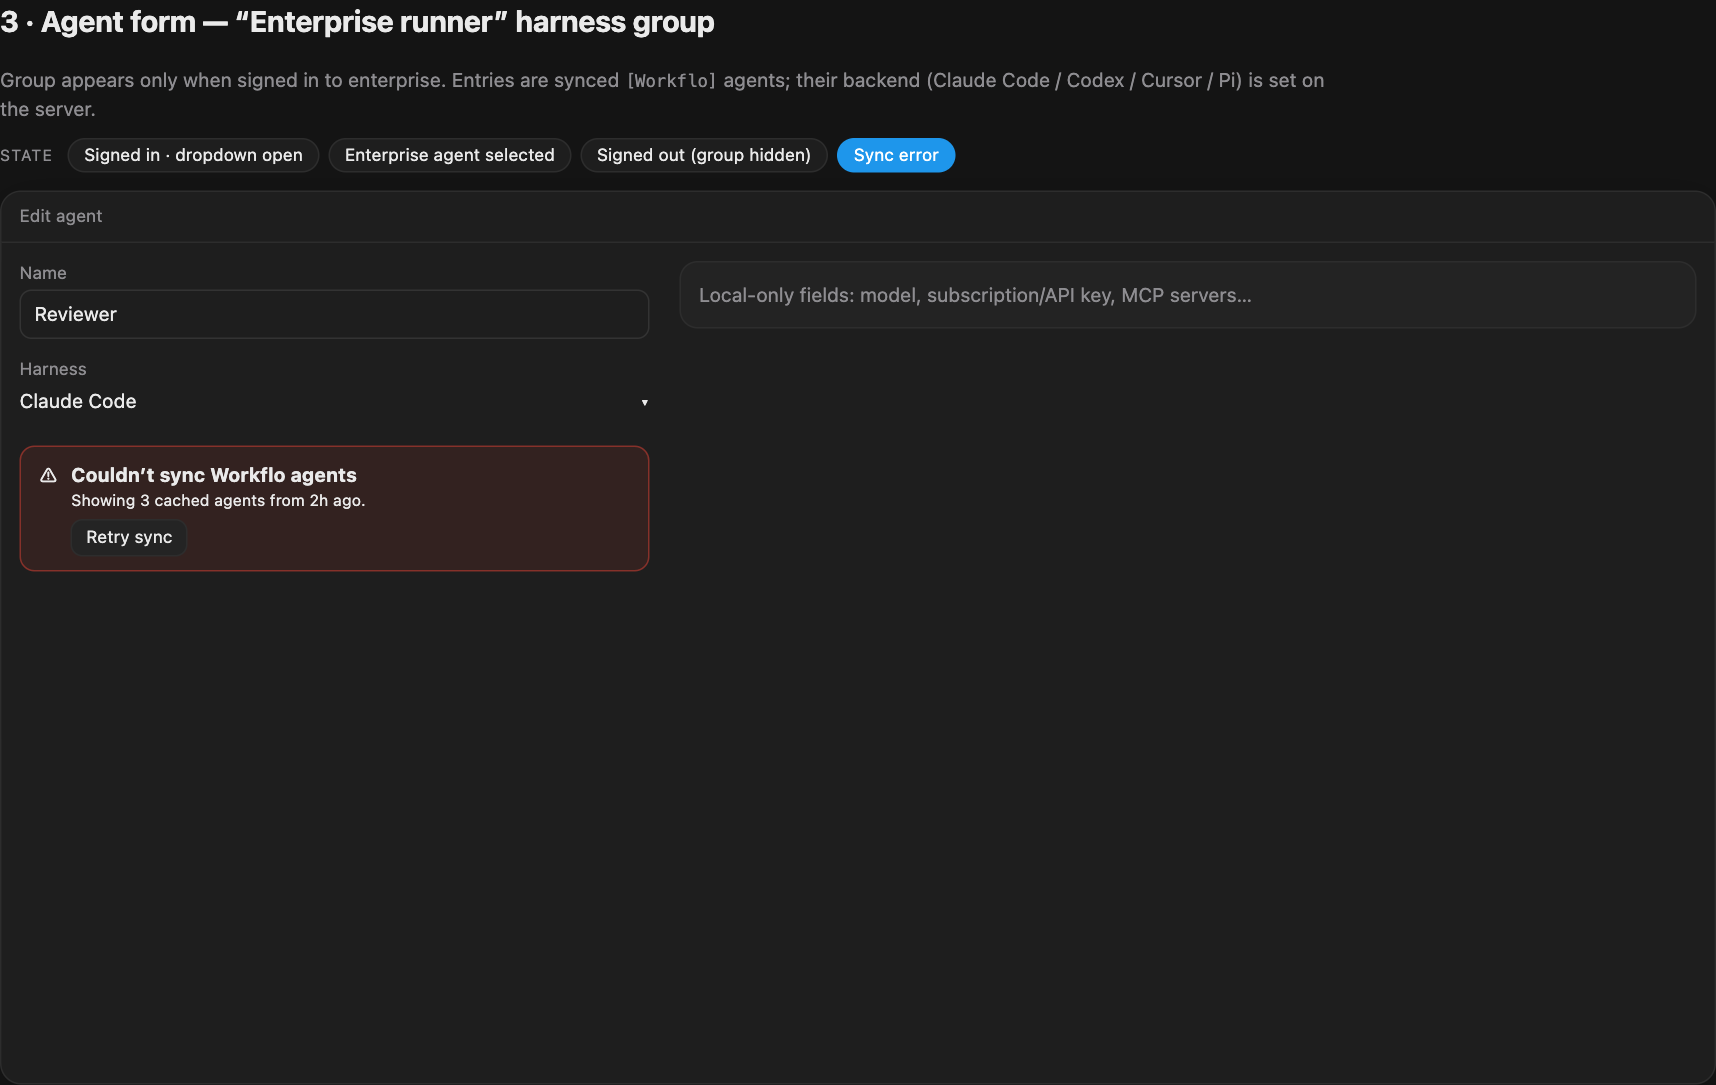 3 · Agent form — “Enterprise runner” harness group
Group appears only when signed in to enterprise. Entries are synced [Workflo] agents; their backend (Claude Code / Codex / Cursor / Pi) is set on
the server.
STATE Signed in · dropdown open Enterprise agent selected Signed out (group hidden) Sync error
Edit agent
Name
Reviewer
Local-only fields: model, subscription/API key, MCP servers…
Harness
Claude Code
Couldn’t sync Workflo agents
Showing 3 cached agents from 2h ago.
Retry sync